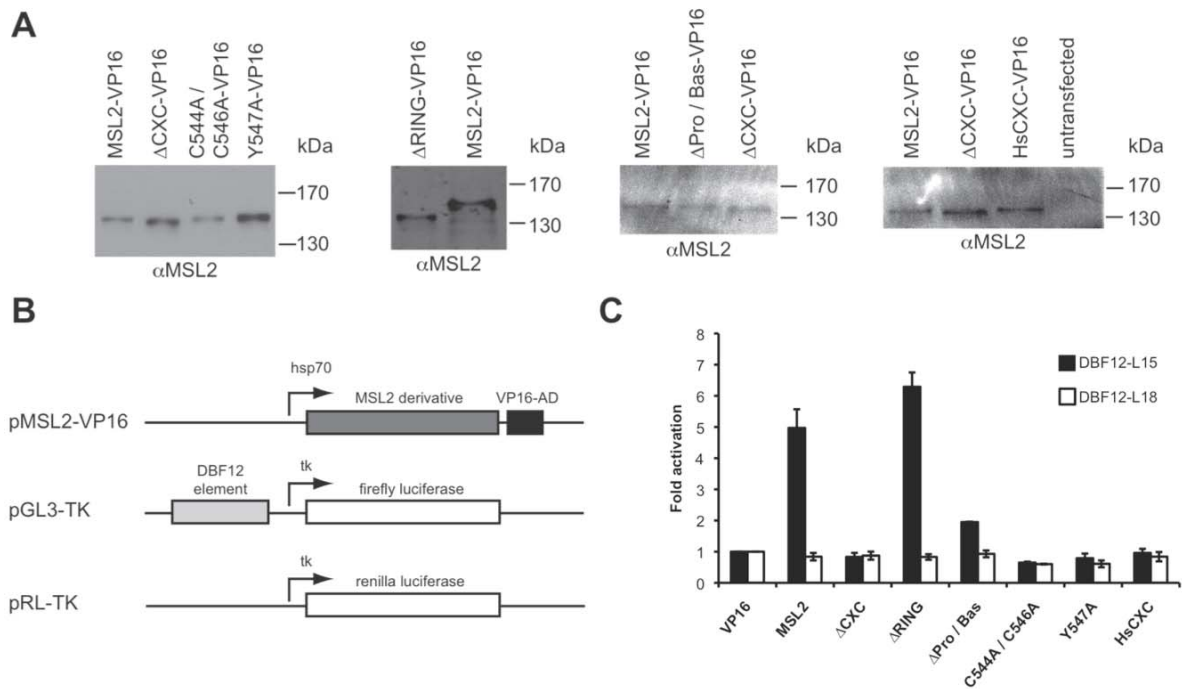 A
MSL2-VP16
ΔCXC-VP16
C544A /
C546A-VP16
Y547A-VP16
kDa
170
130
αMSL2
ΔRING-VP16
MSL2-VP16
kDa
170
130
αMSL2
MSL2-VP16
ΔPro / Bas-VP16
ΔCXC-VP16
kDa
170
130
αMSL2
MSL2-VP16
ΔCXC-VP16
HsCXC-VP16
untransfected
kDa
170
130
αMSL2
B
hsp70
MSL2 derivative
VP16-AD
pMSL2-VP16
DBF12
element
tk
firefly luciferase
pGL3-TK
tk
renilla luciferase
pRL-TK
C
Fold activation
8
7
6
5
4
3
2
1
0
DBF12-L15
DBF12-L18
VP16
MSL2
ΔCXC
ΔRING
ΔPro / Bas
C544A / C546A
Y547A
HsCXC